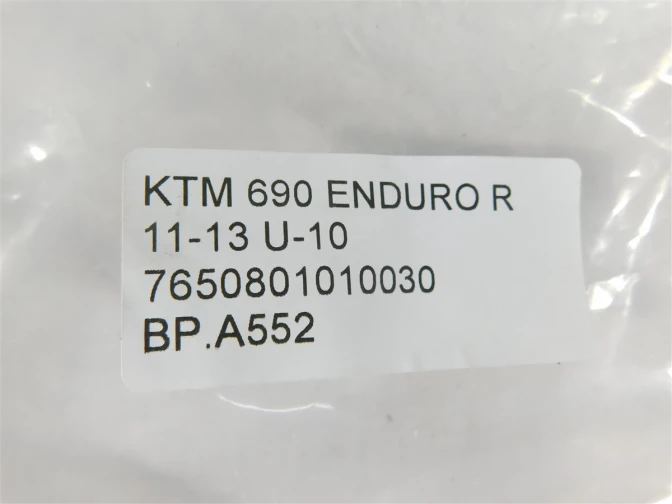 KTM 690 ENDURO R
11-13 U-10
7650801010030
BP.A552